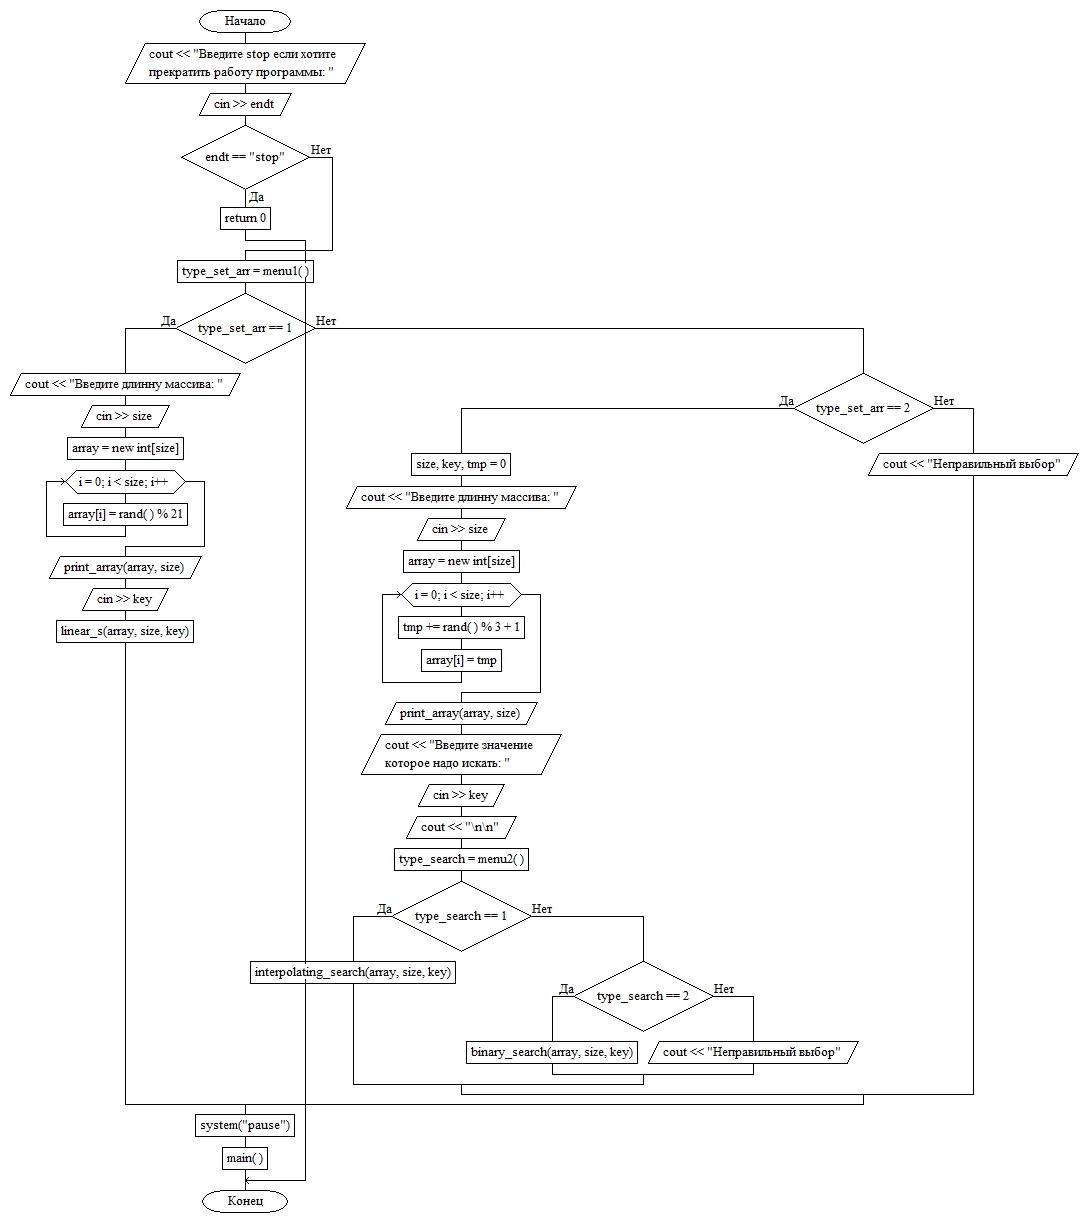 Начало
cout << "Введите stop если хотите
прекратить работу программы: "
cin >> endt
endt == "stop"
Нет
Да
return 0
type_set_arr = menu1( )
Да
type_set_arr == 1
Нет
cout << "Введите длинну массива: "
cin >> size
array = new int[size]
i = 0; i < size; i++
array[i] = rand( ) % 21
print_array(array, size)
cin >> key
linear_s(array, size, key)
Да
type_set_arr == 2
Нет
size, key, tmp = 0
cout << "Введите длинну массива: "
cin >> size
array = new int[size]
i = 0; i < size; i++
tmp += rand( ) % 3 + 1
array[i] = tmp
print_array(array, size)
cout << "Введите значение
которое надо искать: "
cin >> key
cout << "\n\n"
type_search = menu2( )
Да
type_search == 1
Нет
interpolating_search(array, size, key)
Да
type_search == 2
Нет
binary_search(array, size, key)
cout << "Неправильный выбор"
cout << "Неправильный выбор"
system("pause")
main( )
Конец